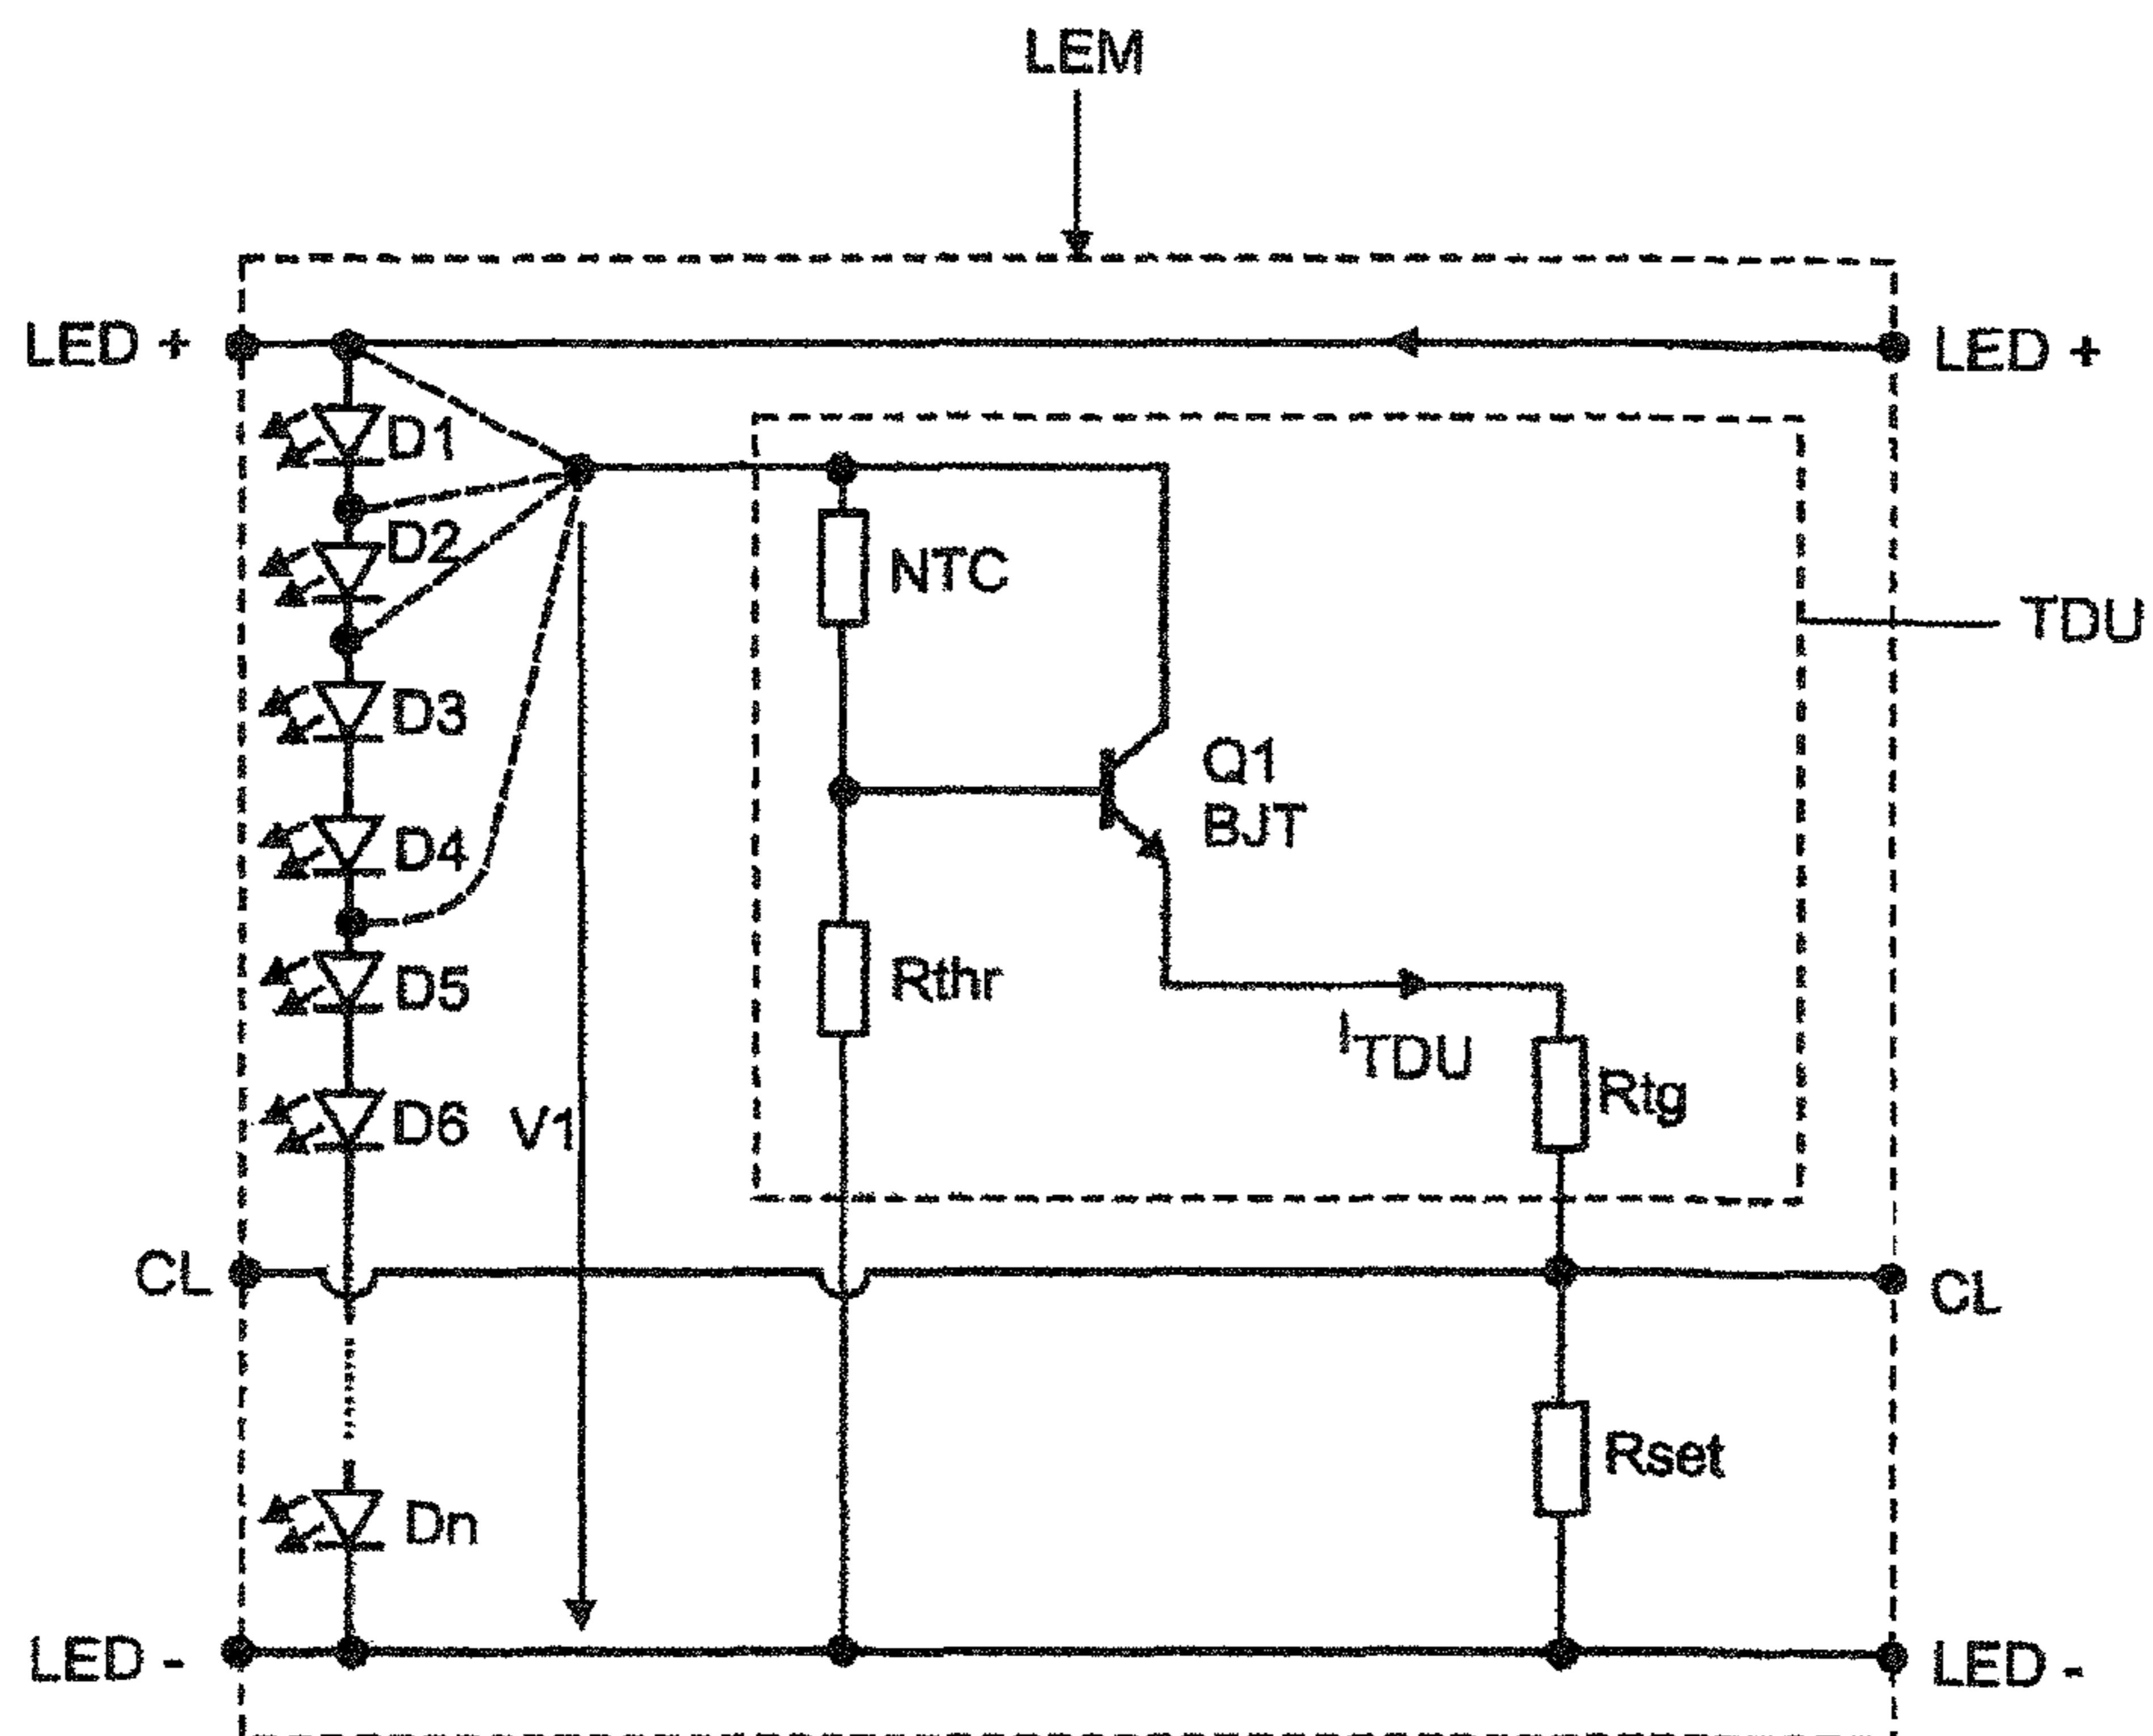 LEM
LED +
LED +
D1
D2
NTC
TDU
D3
Q1
BJT
D4
Rthr
D5
ITDU
Rtg
D6
V1
CL
CL
Rset
Dn
LED -
LED -